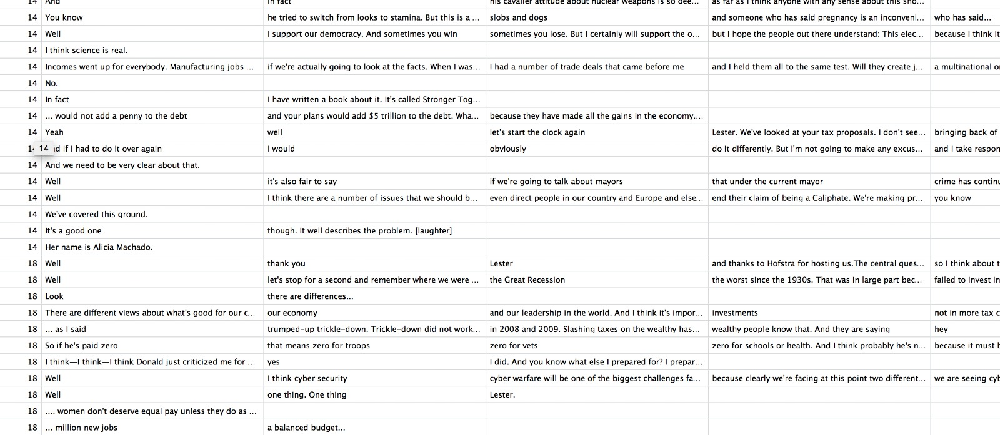 14 And in fact his cavalier attitude about nuclear weapons is so dee... as far as I think anyone with any sense about this sho...
14 You know he tried to switch from looks to stamina. But this is a ... slobs and dogs and someone who has said pregnancy is an inconveni... who has said...
14 Well I support our democracy. And sometimes you win sometimes you lose. But I certainly will support the o... but I hope the people out there understand: This elec... because I think it
14 I think science is real.
14 Incomes went up for everybody. Manufacturing jobs ... if we're actually going to look at the facts. When I was... I had a number of trade deals that came before me and I held them all to the same test. Will they create j... a multinational
14 No.
14 In fact I have written a book about it. It's called Stronger Tog...
14 ... would not add a penny to the debt and your plans would add $5 trillion to the debt. Wha... because they have made all the gains in the economy....
14 Yeah well let's start the clock again Lester. We've looked at your tax proposals. I don't see... bringing back of
14 if I had to do it over again I would obviously do it differently. But I'm not going to make any excus... and I take respon
14 And we need to be very clear about that.
14 Well it's also fair to say if we're going to talk about mayors that under the current mayor crime has continu
14 Well I think there are a number of issues that we should b... even direct people in our country and Europe and else... end their claim of being a Caliphate. We're making pr... you know
14 We've covered this ground.
14 It's a good one though. It well describes the problem. [laughter]
14 Her name is Alicia Machado.
18 Well thank you Lester and thanks to Hofstra for hosting us.The central ques... so I think about t
18 Well let's stop for a second and remember where we were ... the Great Recession the worst since the 1930s. That was in large part bec... failed to invest in
18 Look there are differences...
18 There are different views about what's good for our c... our economy and our leadership in the world. And I think it's impor... investments not in more tax c
18 ... as I said trumped-up trickle-down. Trickle-down did not work... in 2008 and 2009. Slashing taxes on the wealthy has... wealthy people know that. And they are saying hey
18 So if he's paid zero that means zero for troops zero for vets zero for schools or health. And I think probably he's n... because it must b
18 I think—I think—I think Donald just criticized me for ... yes I did. And you know what else I prepared for? I prepar...
18 Well I think cyber security cyber warfare will be one of the biggest challenges fa... because clearly we're facing at this point two different... we are seeing cyb
18 Well one thing. One thing Lester.
18 .... women don't deserve equal pay unless they do as ...
18 ... million new jobs a balanced budget...